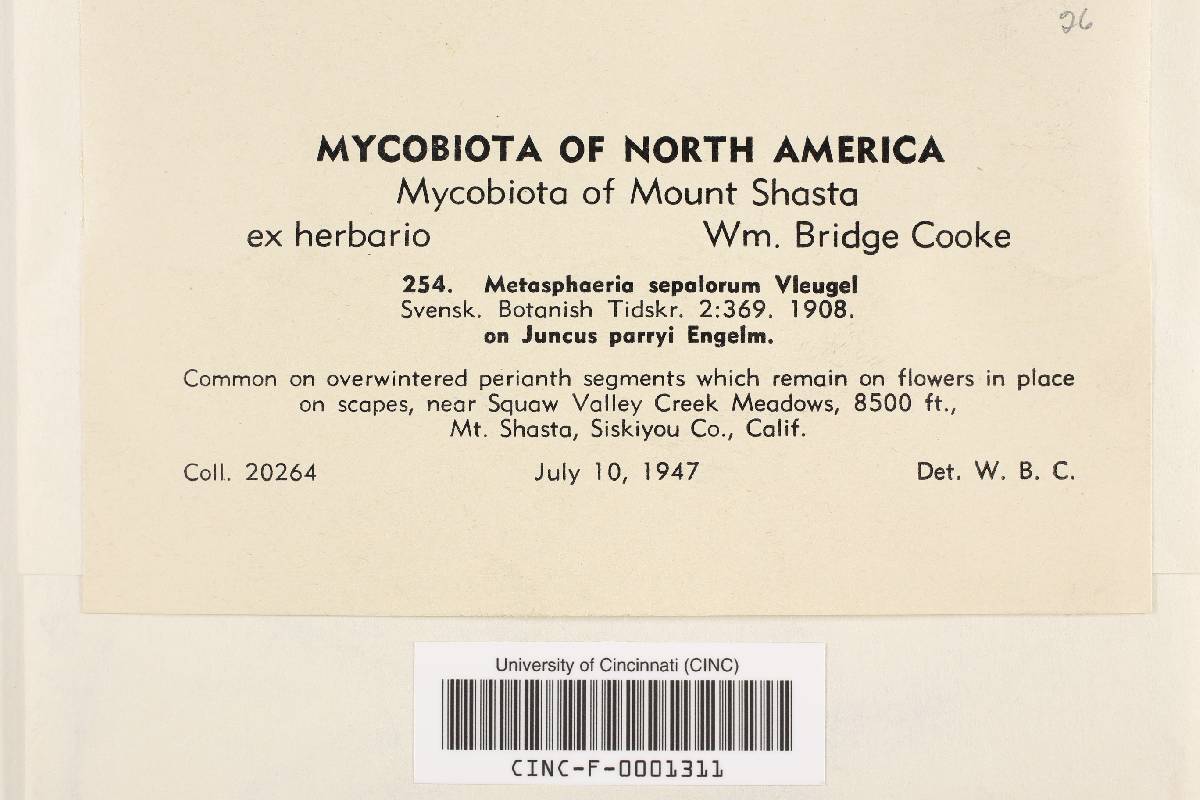 26
MYCOBIOTA OF NORTH AMERICA
Mycobiota of Mount Shasta
ex herbario Wm. Bridge Cooke
254. Metasphaeria sepalorum Vleugel
Svensk. Botanish Tidskr. 2:369. 1908.
on Juncus parryi Engelm.
Common on overwintered perianth segments which remain on flowers in place
on scapes, near Squaw Valley Creek Meadows, 8500 ft.,
Mt. Shasta, Siskiyou Co., Calif.
Coll. 20264 July 10, 1947 Det. W. B. C.
University of Cincinnati (CINC)
CINC-F-0001311